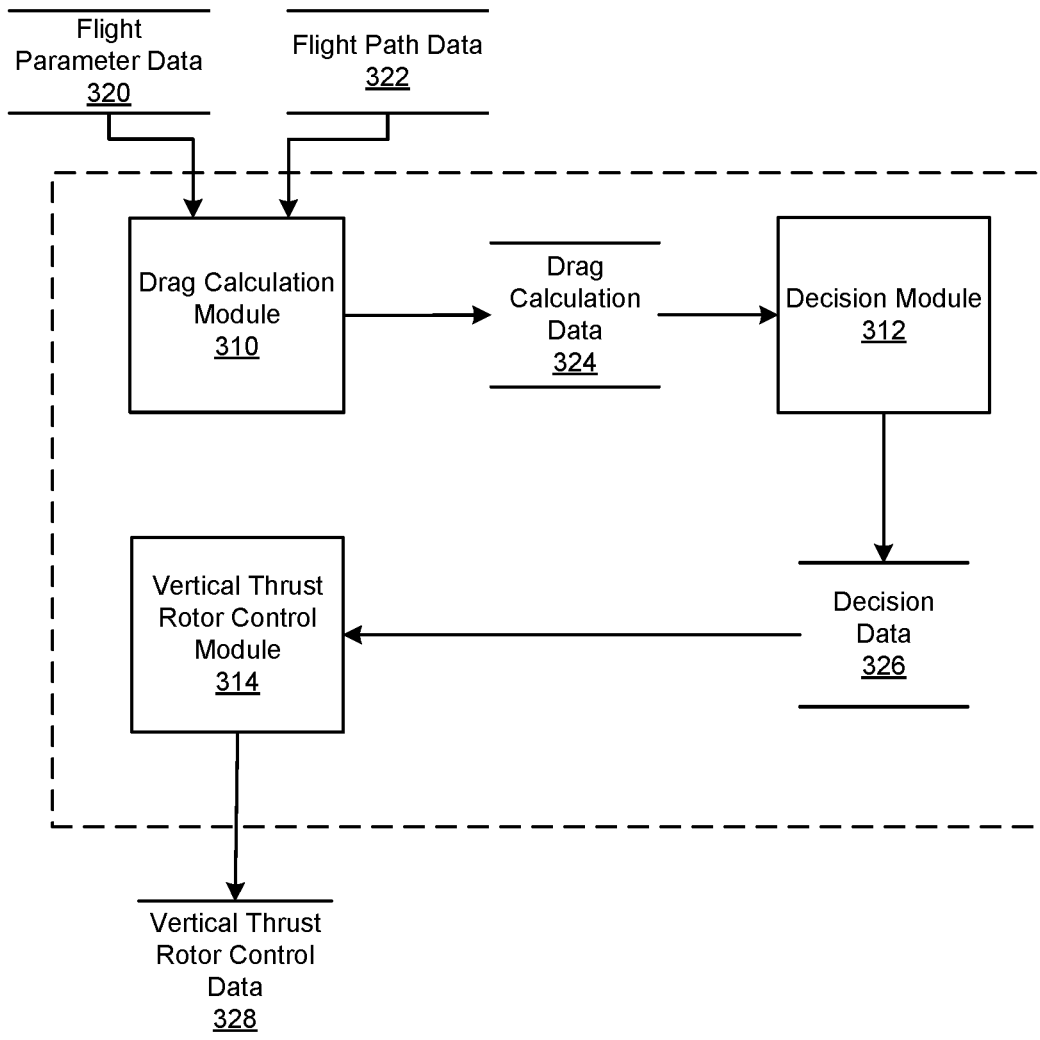 Flight
Parameter Data
320
Flight Path Data
322
Drag Calculation
Module
310
Drag
Calculation
Data
324
Decision Module
312
Vertical Thrust
Rotor Control
Module
314
Decision
Data
326
Vertical Thrust
Rotor Control
Data
328